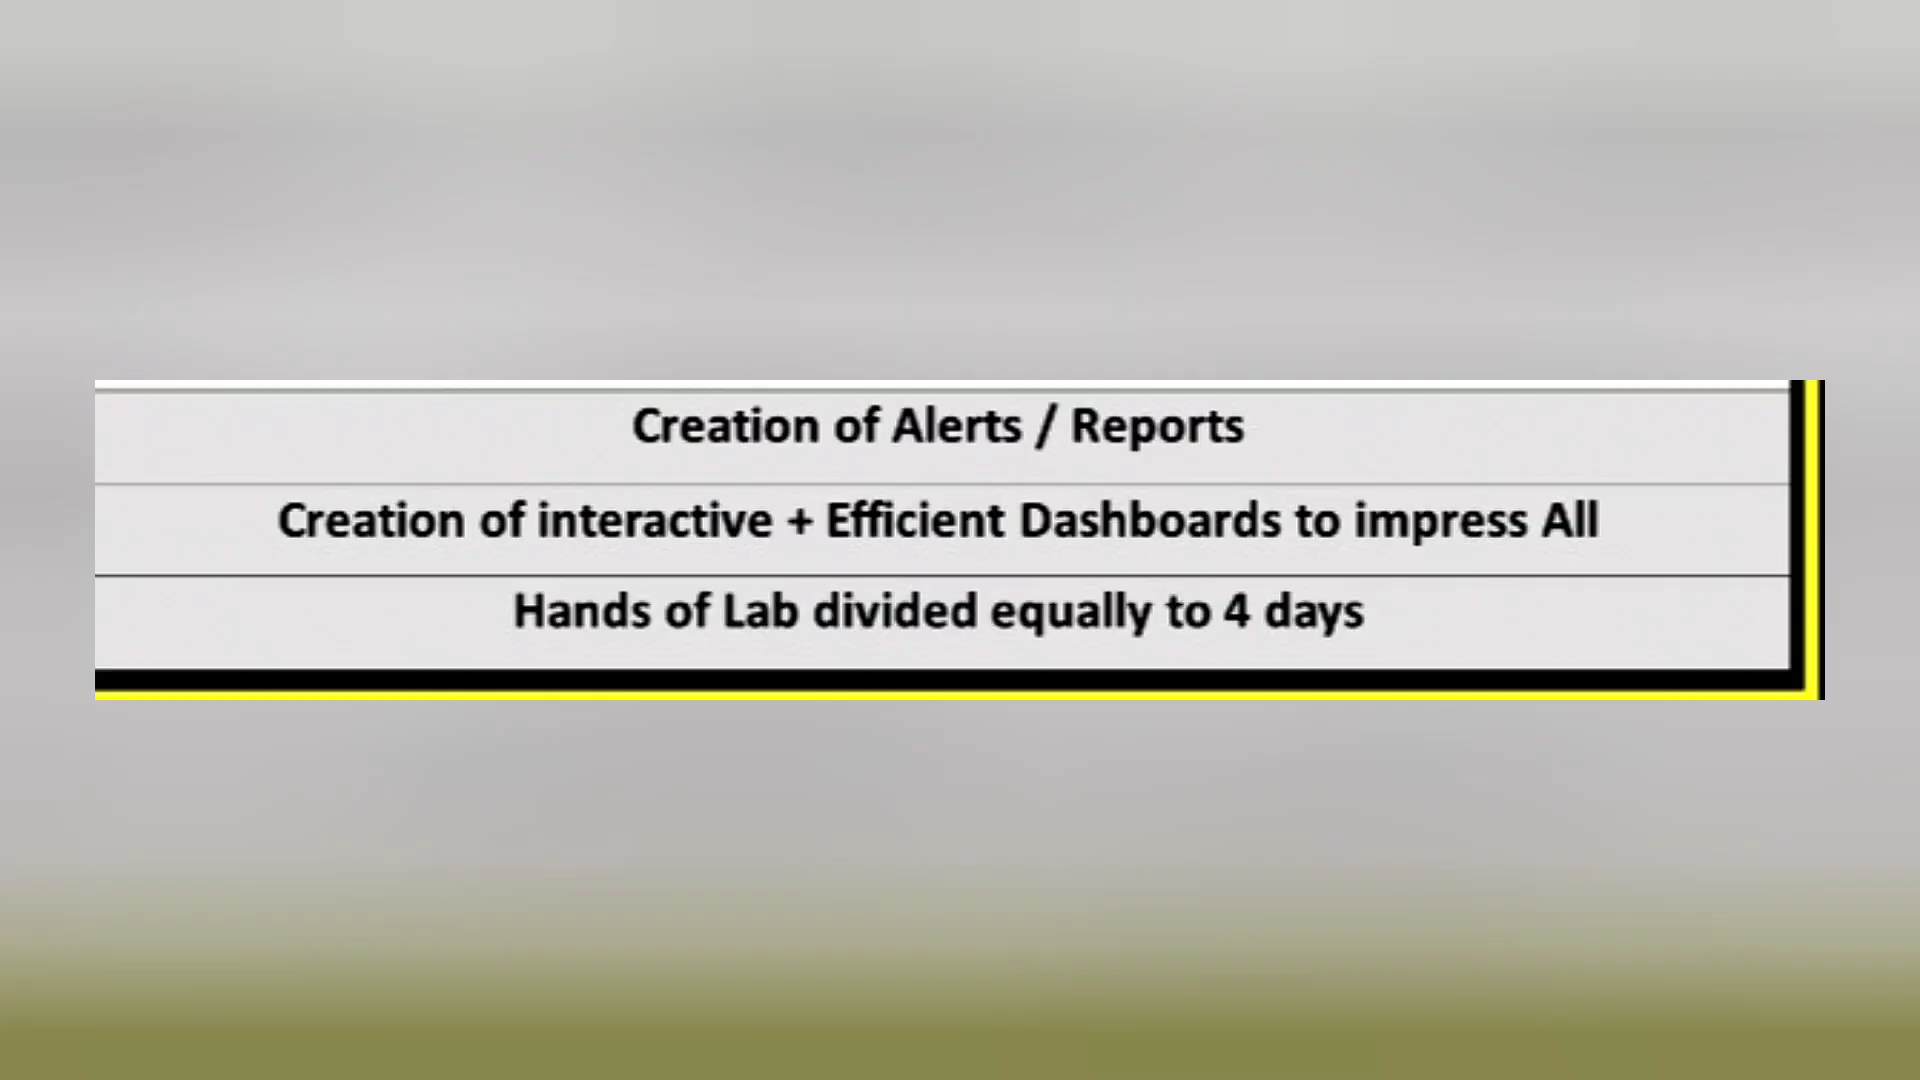 Creation of Alerts / Reports
Creation of interactive + Efficient Dashboards to impress All
Hands of Lab divided equally to 4 days